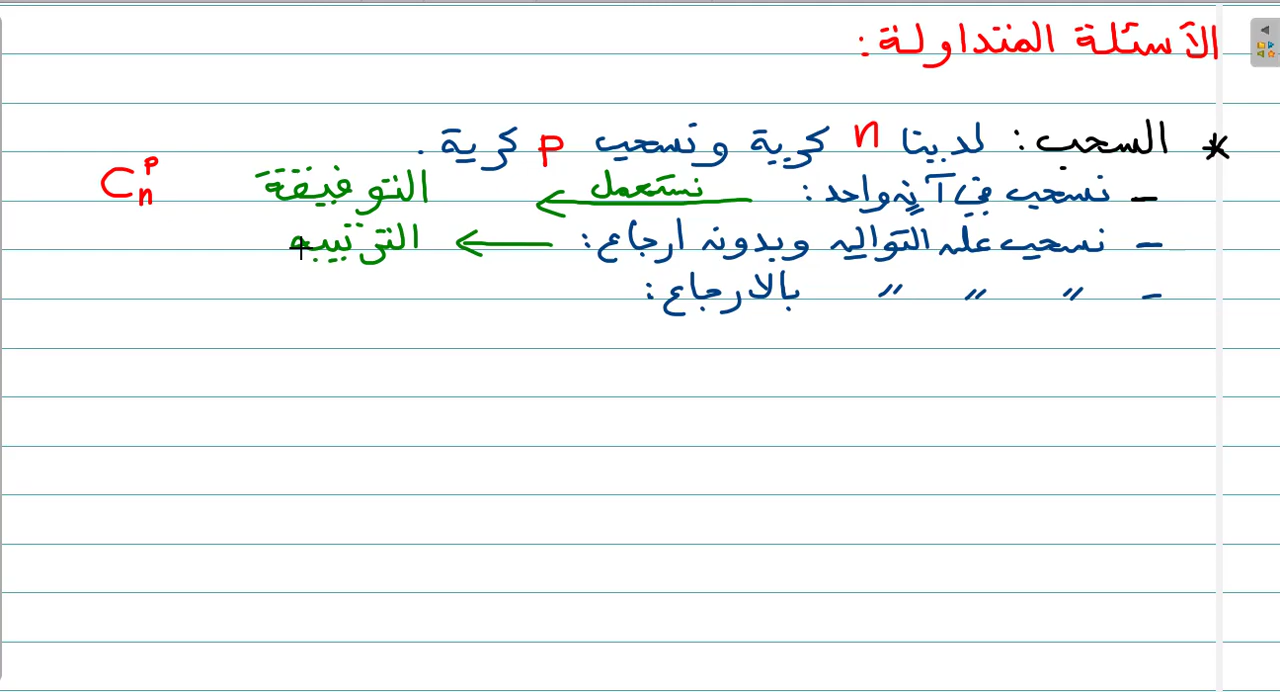 الأسئلة المتداولة :
* السحب : لدينا n كرية ونسحب p كرية .
- نسحب في آن واحد : نستعمل التوفيقة C_n^p
- نسحب على التوالي وبدون ارجاع : التרתيب
- " " " بالارجاع :